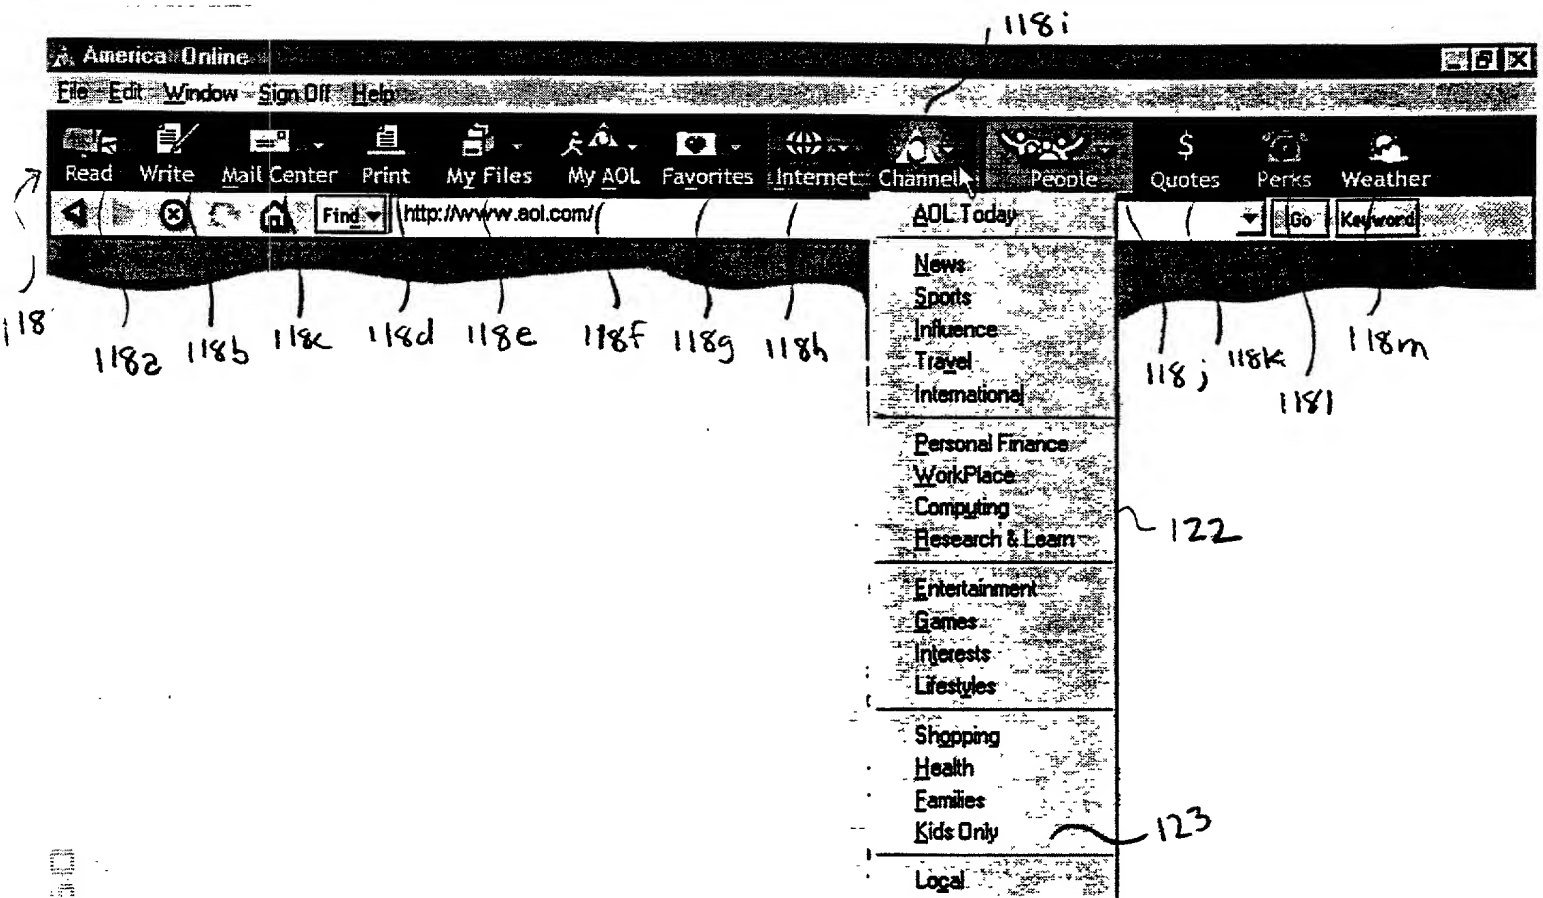 118i
America Online
File Edit Window Sign Off Help
Read Write Mail Center Print My Files My AOL Favorites Internet Channels People Quotes Perks Weather
Find http://www.aol.com/ Go Keyword
118
118a 118b 118c 118d 118e 118f 118g 118h 118j 118k 118l 118m
AOL Today
News
Sports
Influence
Travel
International
Personal Finance
WorkPlace
Computing
Research & Learn
122
Entertainment
Games
Interests
Lifestyles
Shopping
Health
Families
Kids Only
123
Local